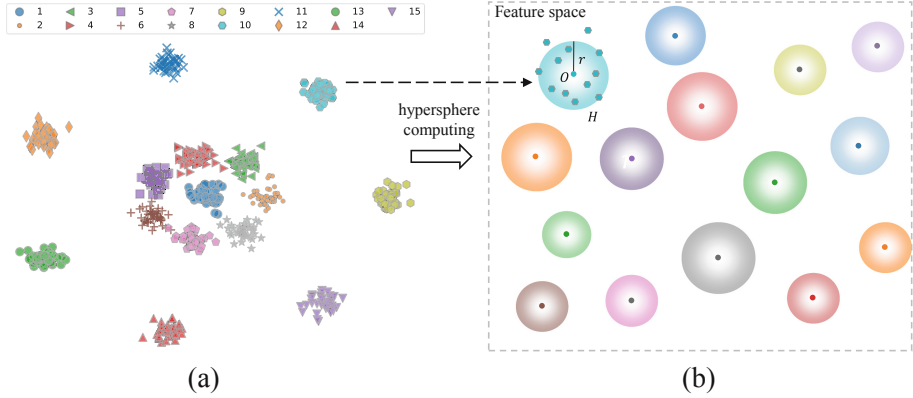 1 3 5 7 9 11 13 15
2 4 6 8 10 12 14
Feature space
r
O
H
hypersphere
computing
(a)
(b)